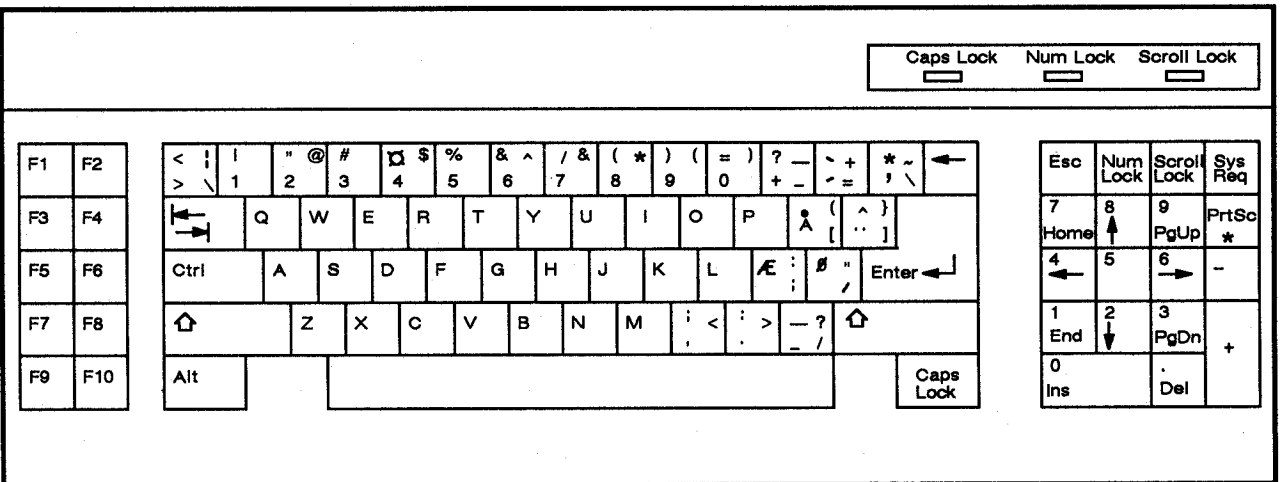 Caps Lock Num Lock Scroll Lock
F1 F2
< ¦ > \ | 1 " @ 2 # 3 ¤ $ 4 % 5 & ^ 6 / & 7 ( * 8 ) ( 9 = ) 0 ? — + _ ` + ´ = * ~ ' \
Esc Num Lock Scroll Lock Sys Req
F3 F4
Q W E R T Y U I O P Å { [ ^ } ¨ ]
7 Home 8 9 PgUp PrtSc *
F5 F6
Ctrl A S D F G H J K L Æ : ; Ø " ′ Enter
4 5 6 -
F7 F8
Z X C V B N M ; < , : > . — ? _ /
1 End 2 3 PgDn +
F9 F10
Alt Caps Lock
0 Ins . Del